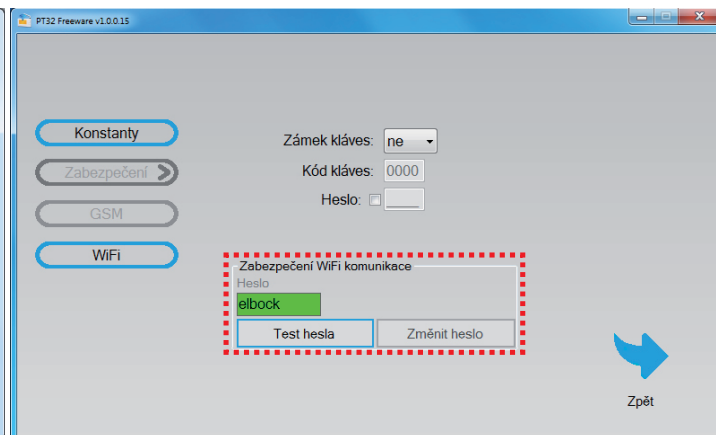 PT32 Freeware v1.0.0.15
Konstanty
Zabezpečení
GSM
WiFi
Zámek kláves: ne
Kód kláves: 0000
Heslo:
Zabezpečení WiFi komunikace
Heslo
elbock
Test hesla
Změnit heslo
Zpět